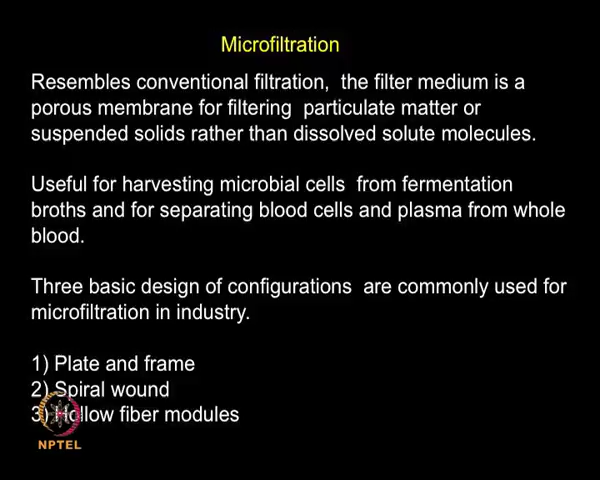 Microfiltration
Resembles conventional filtration, the filter medium is a
porous membrane for filtering particulate matter or
suspended solids rather than dissolved solute molecules.
Useful for harvesting microbial cells from fermentation
broths and for separating blood cells and plasma from whole
blood.
Three basic design of configurations are commonly used for
microfiltration in industry.
1) Plate and frame
2) Spiral wound
3) Hollow fiber modules
NPTEL